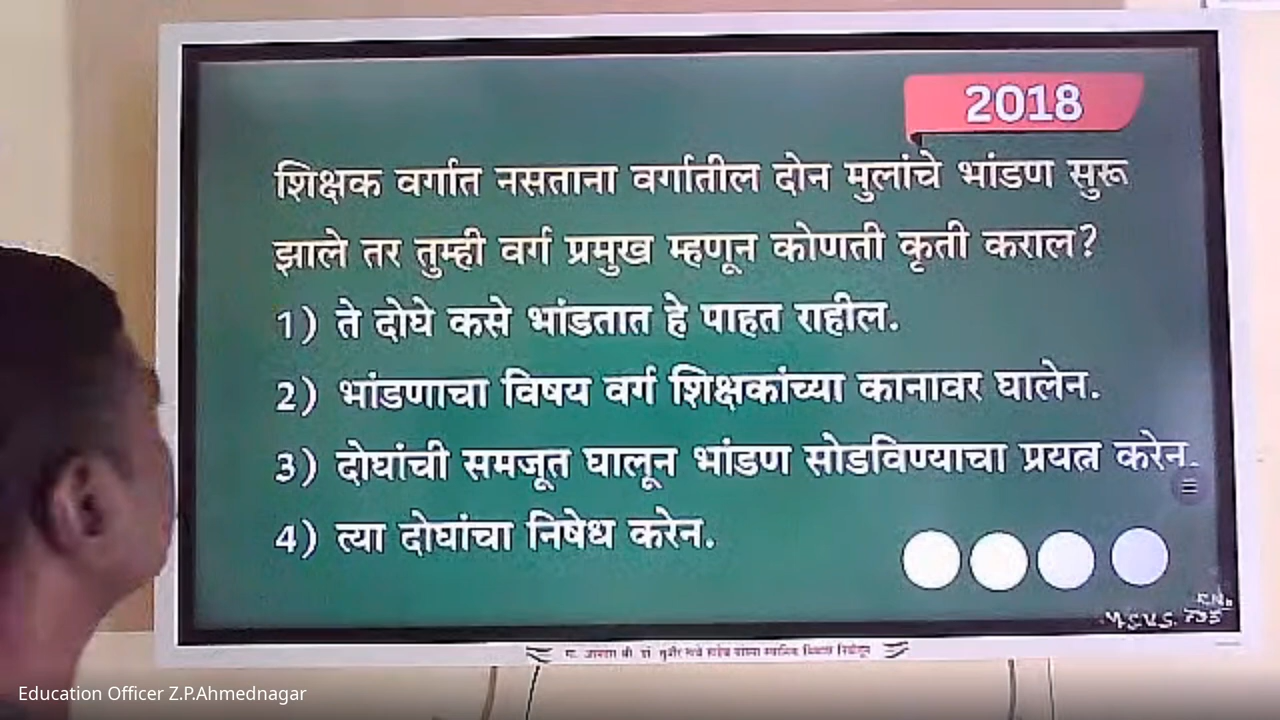 2018
शिक्षक वर्गात नसताना वर्गातील दोन मुलांचे भांडण सुरू
झाले तर तुम्ही वर्ग प्रमुख म्हणून कोणती कृती कराल?
1) ते दोघे कसे भांडतात हे पाहत राहील.
2) भांडणाचा विषय वर्ग शिक्षकांच्या कानावर घालेन.
3) दोघांची समजूत घालून भांडण सोडविण्याचा प्रयत्न करेन.
4) त्या दोघांचा निषेध करेन.
Education Officer Z.P.Ahmednagar